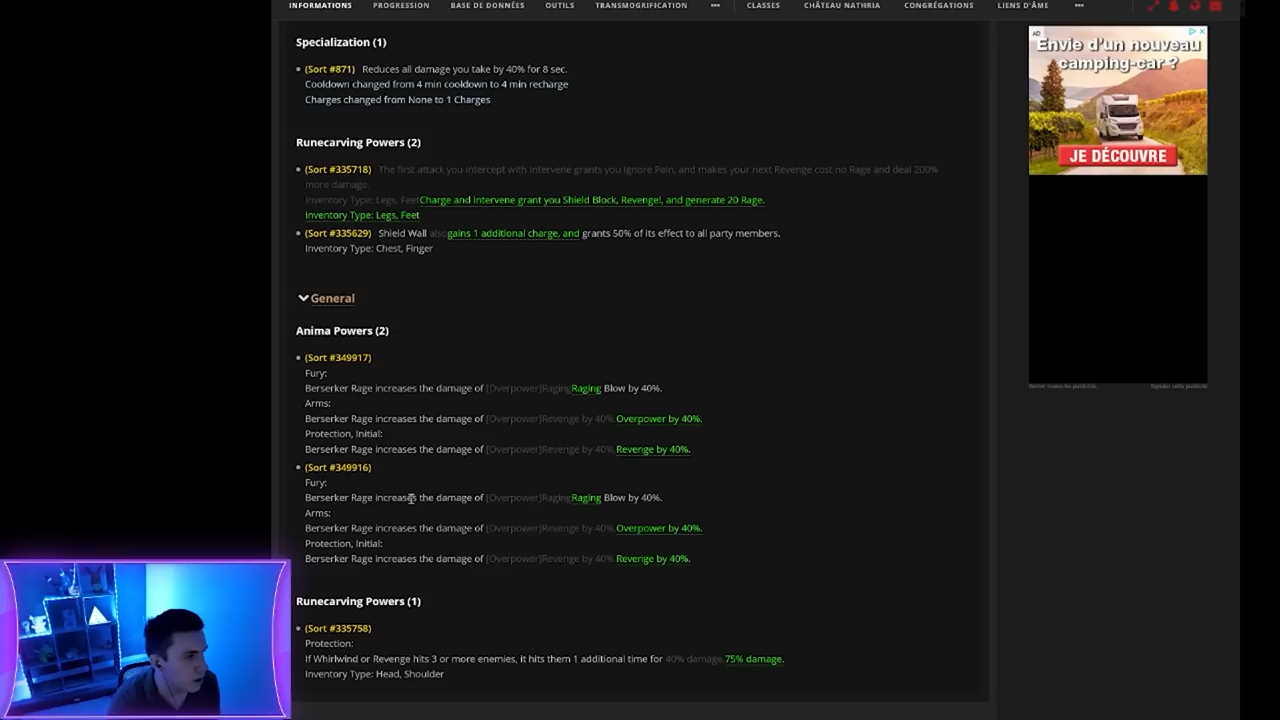 INFORMATIONS PROGRESSION BASE DE DONNÉES OUTILS TRANSMOGRIFICATION ••• CLASSES CHÂTEAU NATHRIA CONGRÉGATIONS LIENS D'ÂME •••
Specialization (1)
(Sort #871) Reduces all damage you take by 40% for 8 sec.
Cooldown changed from 4 min cooldown to 4 min recharge
Charges changed from None to 1 Charges
Runecarving Powers (2)
(Sort #335718) The first attack you intercept with Intervene grants you Ignore Pain, and makes your next Revenge cost no Rage and deal 200%
more damage.
Inventory Type: Legs, FeetCharge and Intervene grant you Shield Block, Revenge!, and generate 20 Rage.
Inventory Type: Legs, Feet
(Sort #335629) Shield Wall alsogains 1 additional charge, and grants 50% of its effect to all party members.
Inventory Type: Chest, Finger
General
Anima Powers (2)
(Sort #349917)
Fury:
Berserker Rage increases the damage of [Overpower]RagingRaging Blow by 40%.
Arms:
Berserker Rage increases the damage of [Overpower]Revenge by 40%.Overpower by 40%.
Protection, Initial:
Berserker Rage increases the damage of [Overpower]Revenge by 40%.Revenge by 40%.
(Sort #349916)
Fury:
Berserker Rage increases the damage of [Overpower]RagingRaging Blow by 40%.
Arms:
Berserker Rage increases the damage of [Overpower]Revenge by 40%.Overpower by 40%.
Protection, Initial:
Berserker Rage increases the damage of [Overpower]Revenge by 40%.Revenge by 40%.
Runecarving Powers (1)
(Sort #335758)
Protection:
If Whirlwind or Revenge hits 3 or more enemies, it hits them 1 additional time for 40% damage.75% damage.
Inventory Type: Head, Shoulder
AD
Envie d'un nouveau
camping-car ?
JE DÉCOUVRE
Retirer toutes les publicités Signaler cette publicité